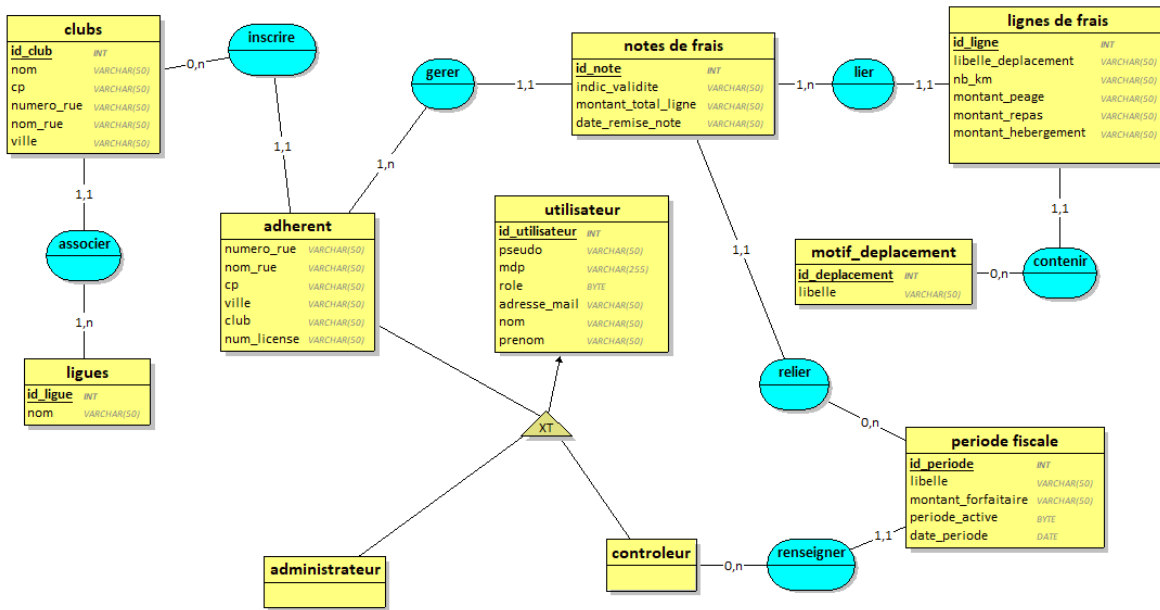 clubs
id_club INT
nom VARCHAR(50)
cp VARCHAR(50)
numero_rue VARCHAR(50)
nom_rue VARCHAR(50)
ville VARCHAR(50)
0,n
inscrire
1,1
gerer
1,1
1,n
notes de frais
id_note INT
indic_validite VARCHAR(50)
montant_total_ligne VARCHAR(50)
date_remise_note VARCHAR(50)
1,n
lier
1,1
lignes de frais
id_ligne INT
libelle_deplacement VARCHAR(50)
nb_km VARCHAR(50)
montant_peage VARCHAR(50)
montant_repas VARCHAR(50)
montant_hebergement VARCHAR(50)
1,1
associer
1,n
ligues
id_ligue INT
nom VARCHAR(50)
adherent
numero_rue VARCHAR(50)
nom_rue VARCHAR(50)
cp VARCHAR(50)
ville VARCHAR(50)
club VARCHAR(50)
num_license VARCHAR(50)
utilisateur
id_utilisateur INT
pseudo VARCHAR(50)
mdp VARCHAR(255)
role BYTE
adresse_mail VARCHAR(50)
nom VARCHAR(50)
prenom VARCHAR(50)
1,1
motif_deplacement
id_deplacement INT
libelle VARCHAR(50)
0,n
contenir
1,1
relier
0,n
XT
periode fiscale
id_periode INT
libelle VARCHAR(50)
montant_forfaitaire VARCHAR(50)
periode_active BYTE
date_periode DATE
administrateur
controleur
0,n
renseigner
1,1